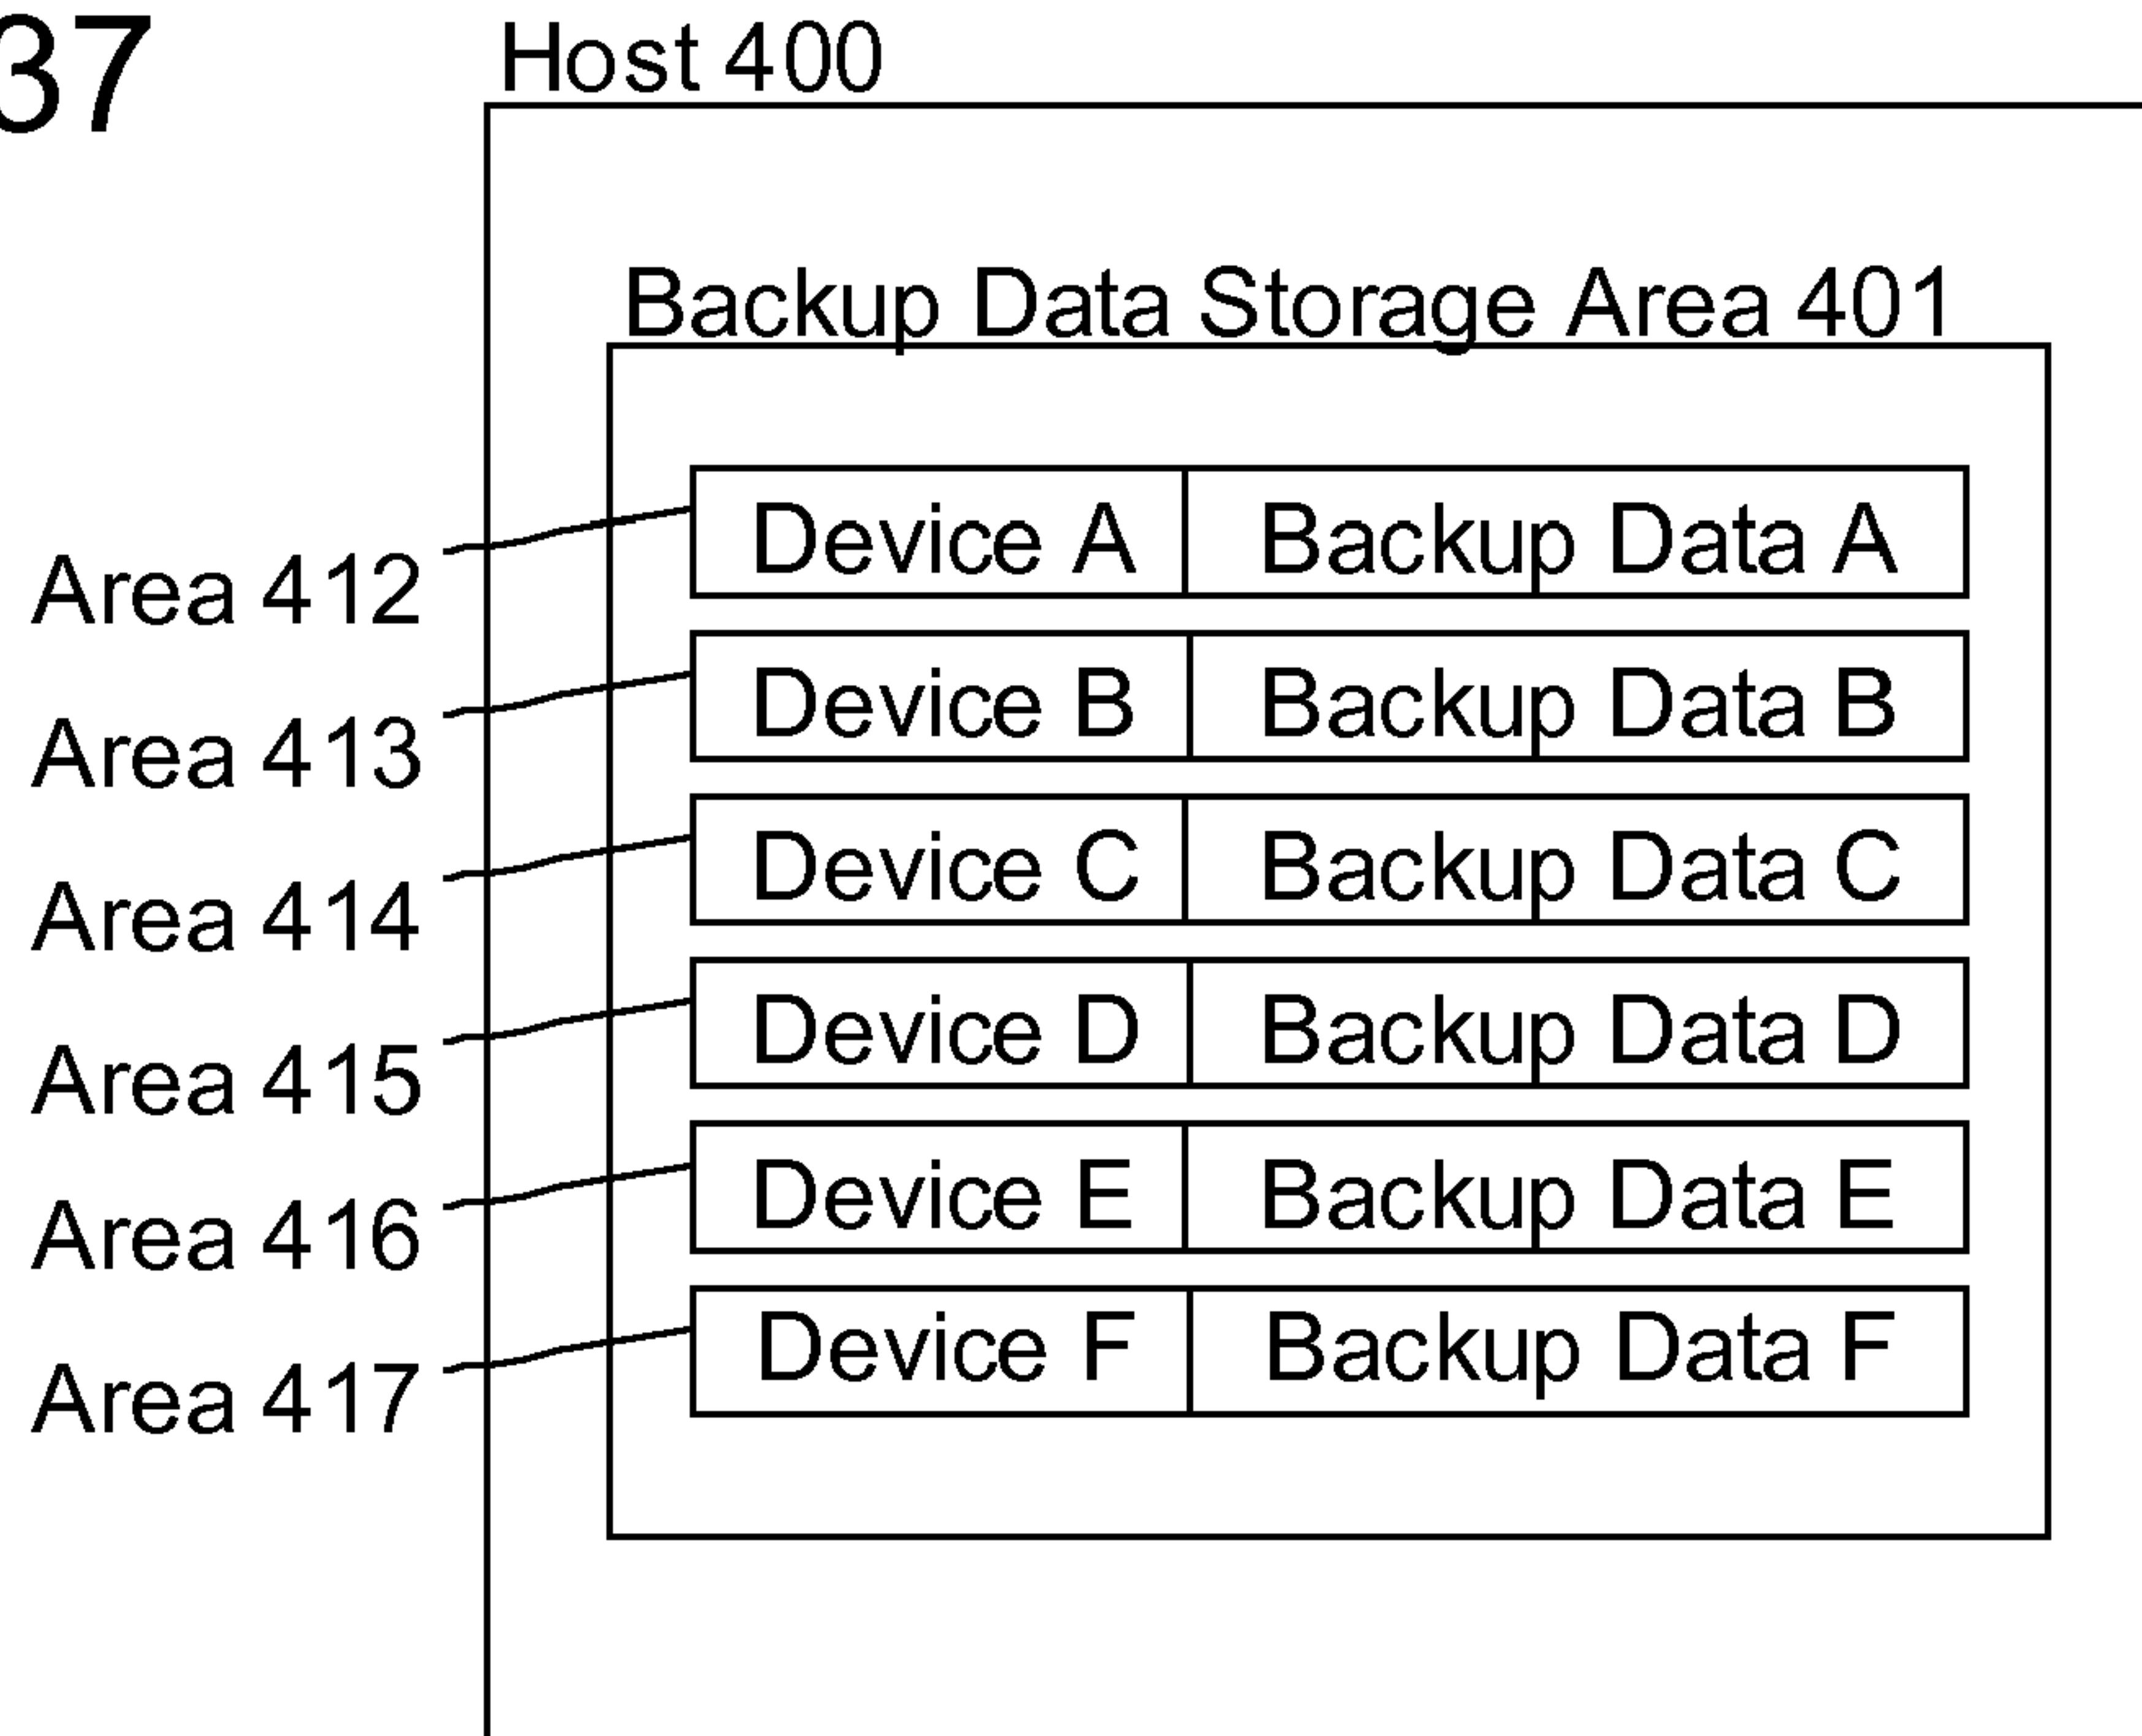 37
Host 400
Backup Data Storage Area 401
Area 412 Device A Backup Data A
Area 413 Device B Backup Data B
Area 414 Device C Backup Data C
Area 415 Device D Backup Data D
Area 416 Device E Backup Data E
Area 417 Device F Backup Data F